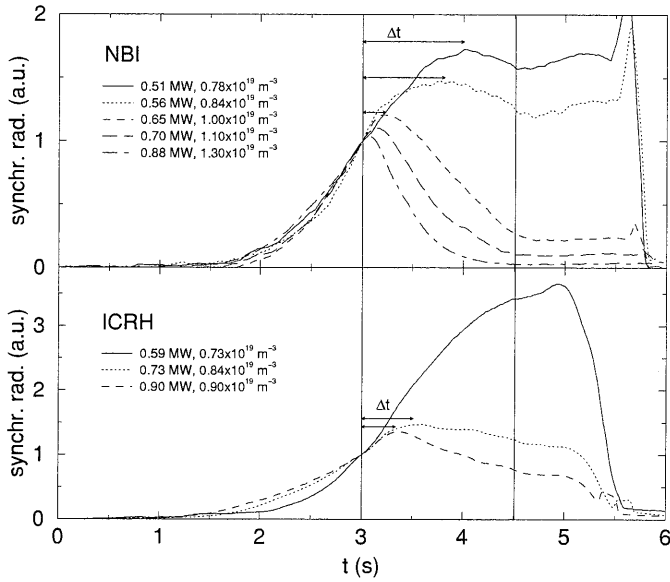 2
NBI
Δt
0.51 MW, 0.78x10¹⁹ m⁻³
0.56 MW, 0.84x10¹⁹ m⁻³
0.65 MW, 1.00x10¹⁹ m⁻³
0.70 MW, 1.10x10¹⁹ m⁻³
0.88 MW, 1.30x10¹⁹ m⁻³
synchr. rad. (a.u.)
1
0
ICRH
0.59 MW, 0.73x10¹⁹ m⁻³
0.73 MW, 0.84x10¹⁹ m⁻³
0.90 MW, 0.90x10¹⁹ m⁻³
Δt
synchr. rad. (a.u.)
3
2
1
0
0 1 2 3 4 5 6
t (s)